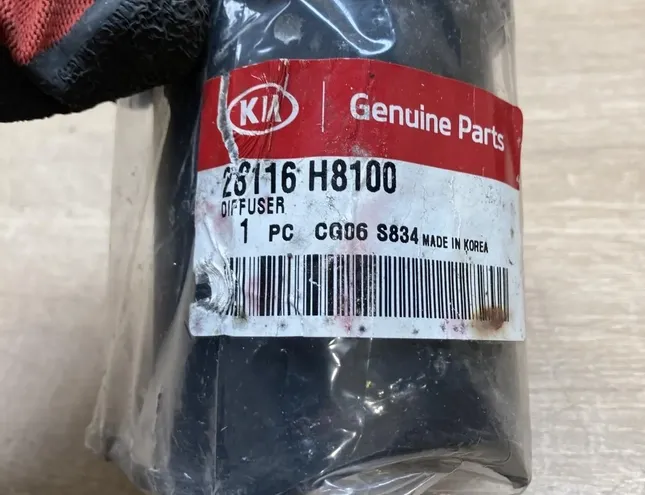 KIA Genuine Parts
28116 H8100
DIFFUSER
1 PC CG06 S834 MADE IN KOREA